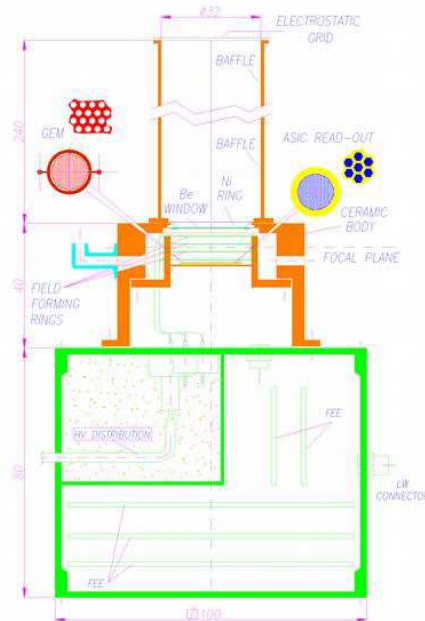 ø32
ELECTROSTATIC
GRID
BAFFLE
240
GEM
ASIC READ-OUT
BAFFLE
Be
WINDOW
Ni
RING
CERAMIC
BODY
FOCAL PLANE
40
FIELD
FORMING
RINGS
HV DISTRIBUTION
FEE
LW
CONNECTOR
80
FEE
□100